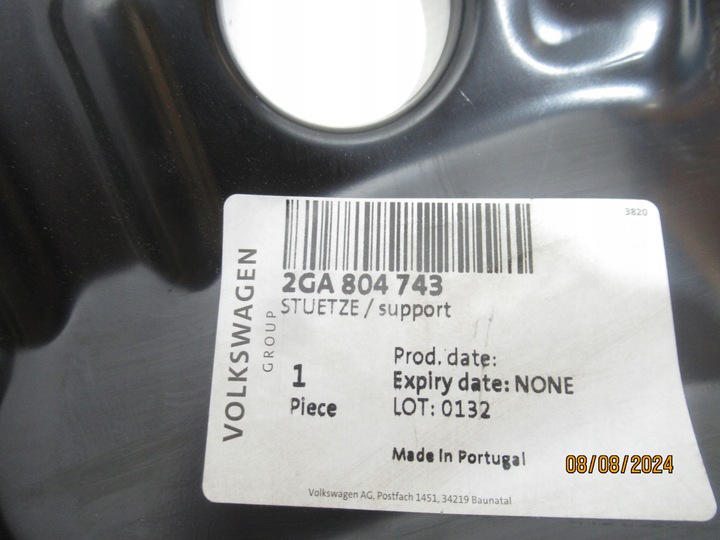 3820
2GA 804 743
STUETZE / support
VOLKSWAGEN
GROUP
1
Piece
Prod. date:
Expiry date: NONE
LOT: 0132
Made in Portugal
Volkswagen AG, Postfach 1451, 34219 Baunatal
08/08/2024